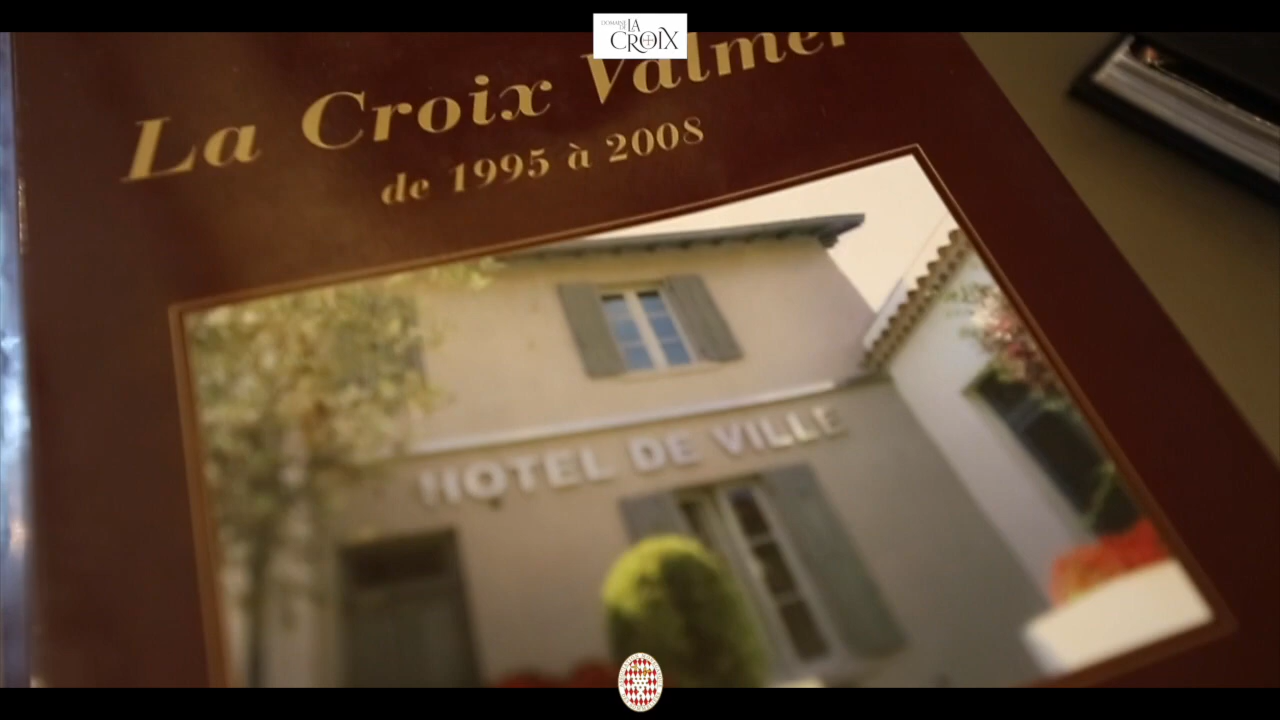 DOMAINE
DE LA
CROIX
La Croix Valmer
de 1995 à 2008
HOTEL DE VILLE